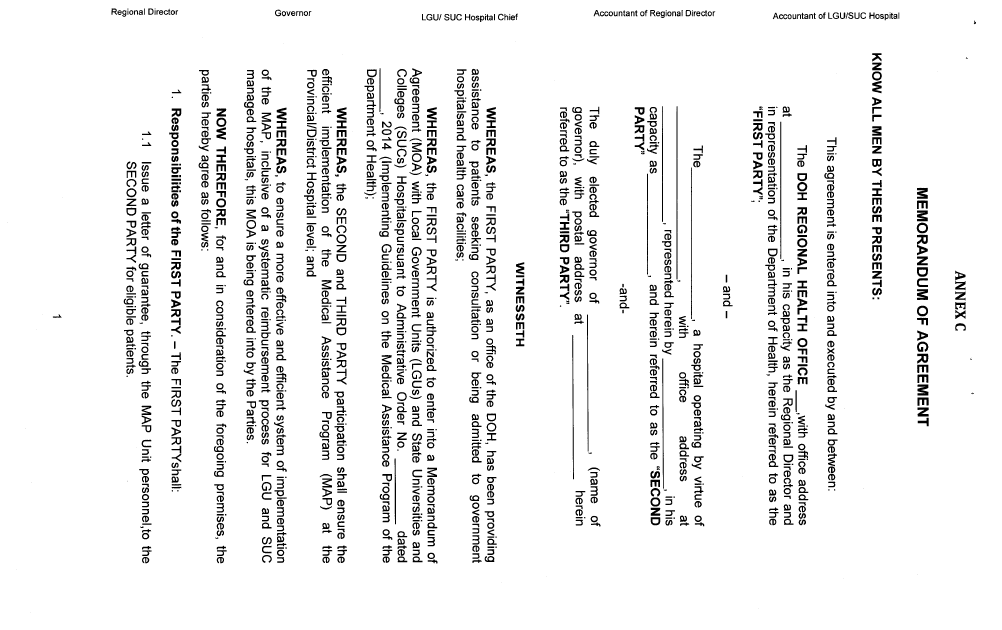 ANNEX C
MEMORANDUM OF AGREEMENT
KNOW ALL MEN BY THESE PRESENTS:
This agreement is entered into and executed by and between:
The DOH REGIONAL HEALTH OFFICE ____,with office address
at ____________, in his capacity as the Regional Director and
in representation of the Department of Health, herein referred to as the
"FIRST PARTY";
– and –
The ____________________, a hospital operating by virtue of
____________________, with office address at
____________, represented herein by ____________, in his
capacity as ____________, and herein referred to as the "SECOND
PARTY"
-and-
The duly elected governor of ____________________, (name of
governor), with postal address at ____________________ herein
referred to as the "THIRD PARTY".
WITNESSETH
WHEREAS, the FIRST PARTY, as an office of the DOH, has been providing
assistance to patients seeking consultation or being admitted to government
hospitalsand health care facilities;
WHEREAS, the FIRST PARTY is authorized to enter into a Memorandum of
Agreement (MOA) with Local Government Units (LGUs) and State Universities and
Colleges (SUCs) Hospitalspursuant to Administrative Order No. ________ dated
______, 2014 (Implementing Guidelines on the Medical Assistance Program of the
Department of Health);
WHEREAS, the SECOND and THIRD PARTY participation shall ensure the
efficient implementation of the Medical Assistance Program (MAP) at the
Provincial/District Hospital level; and
WHEREAS, to ensure a more effective and efficient system of implementation
of the MAP, inclusive of a systematic reimbursement process for LGU and SUC
managed hospitals, this MOA is being entered into by the Parties.
NOW THEREFORE, for and in consideration of the foregoing premises, the
parties hereby agree as follows:
1. Responsibilities of the FIRST PARTY. – The FIRST PARTYshall:
1.1 Issue a letter of guarantee, through the MAP Unit personnel,to the
SECOND PARTY for eligible patients.
1
Regional Director
Governor
LGU/ SUC Hospital Chief
Accountant of Regional Director
Accountant of LGU/SUC Hospital